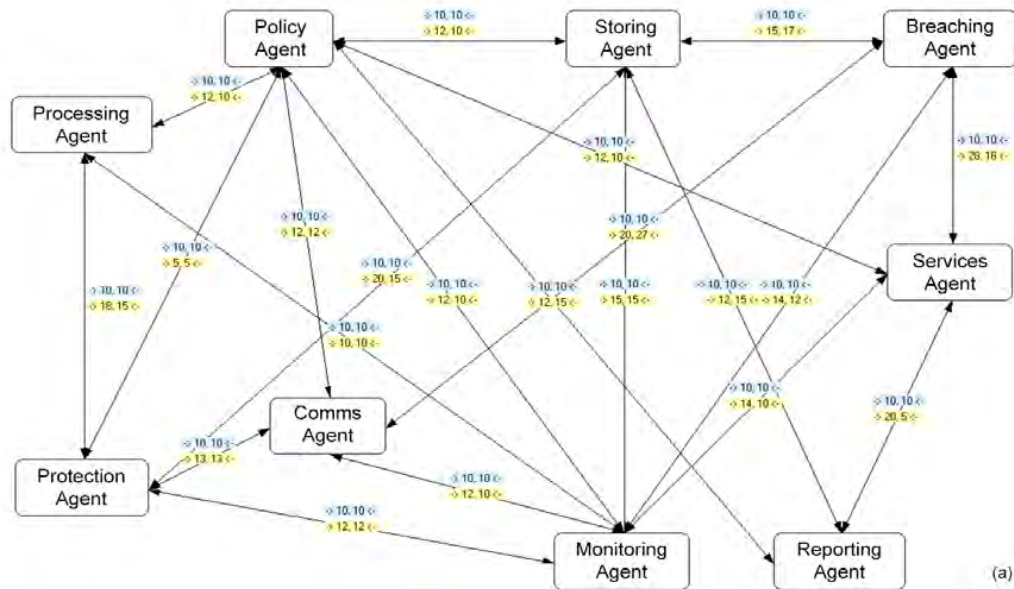 Policy
Agent
-> 10, 10 <-
-> 12, 10 <-
Storing
Agent
-> 10, 10 <-
-> 15, 17 <-
Breaching
Agent
-> 10, 10 <-
-> 12, 10 <-
Processing
Agent
-> 10, 10 <-
-> 12, 10 <-
-> 10, 10 <-
-> 10, 10 <-
-> 12, 12 <-
-> 10, 10 <-
-> 20, 27 <-
-> 10, 10 <-
-> 5, 5 <-
-> 10, 10 <-
-> 20, 15 <-
Services
Agent
-> 10, 10 <-
-> 18, 15 <-
-> 10, 10 <-
-> 12, 10 <-
-> 10, 10 <-
-> 12, 15 <-
-> 10, 10 <-
-> 15, 15 <-
-> 10, 10 <-
-> 12, 15 <-
-> 10, 10 <-
-> 14, 12 <-
-> 10, 10 <-
-> 10, 10 <-
-> 10, 10 <-
-> 14, 10 <-
-> 10, 10 <-
-> 20, 5 <-
Comms
Agent
-> 10, 10 <-
-> 13, 13 <-
Protection
Agent
-> 10, 10 <-
-> 12, 10 <-
-> 10, 10 <-
-> 12, 12 <-
Monitoring
Agent
Reporting
Agent
(a)